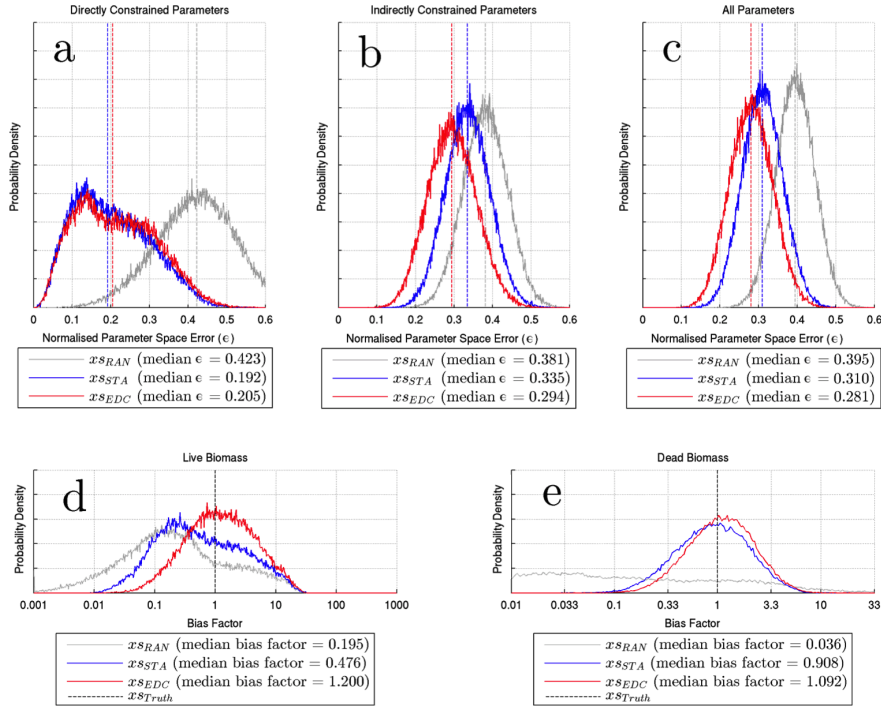 Directly Constrained Parameters
a
Probability Density
0 0.1 0.2 0.3 0.4 0.5 0.6
Normalised Parameter Space Error (ϵ)
xs_RAN (median ϵ = 0.423)
xs_STA (median ϵ = 0.192)
xs_EDC (median ϵ = 0.205)
Indirectly Constrained Parameters
b
Probability Density
0 0.1 0.2 0.3 0.4 0.5 0.6
Normalised Parameter Space Error (ϵ)
xs_RAN (median ϵ = 0.381)
xs_STA (median ϵ = 0.335)
xs_EDC (median ϵ = 0.294)
All Parameters
c
Probability Density
0 0.1 0.2 0.3 0.4 0.5 0.6
Normalised Parameter Space Error (ϵ)
xs_RAN (median ϵ = 0.395)
xs_STA (median ϵ = 0.310)
xs_EDC (median ϵ = 0.281)
Live Biomass
d
Probability Density
0.001 0.01 0.1 1 10 100 1000
Bias Factor
xs_RAN (median bias factor = 0.195)
xs_STA (median bias factor = 0.476)
xs_EDC (median bias factor = 1.200)
xs_Truth
Dead Biomass
e
Probability Density
0.01 0.033 0.1 0.33 1 3.3 10 33
Bias Factor
xs_RAN (median bias factor = 0.036)
xs_STA (median bias factor = 0.908)
xs_EDC (median bias factor = 1.092)
xs_Truth